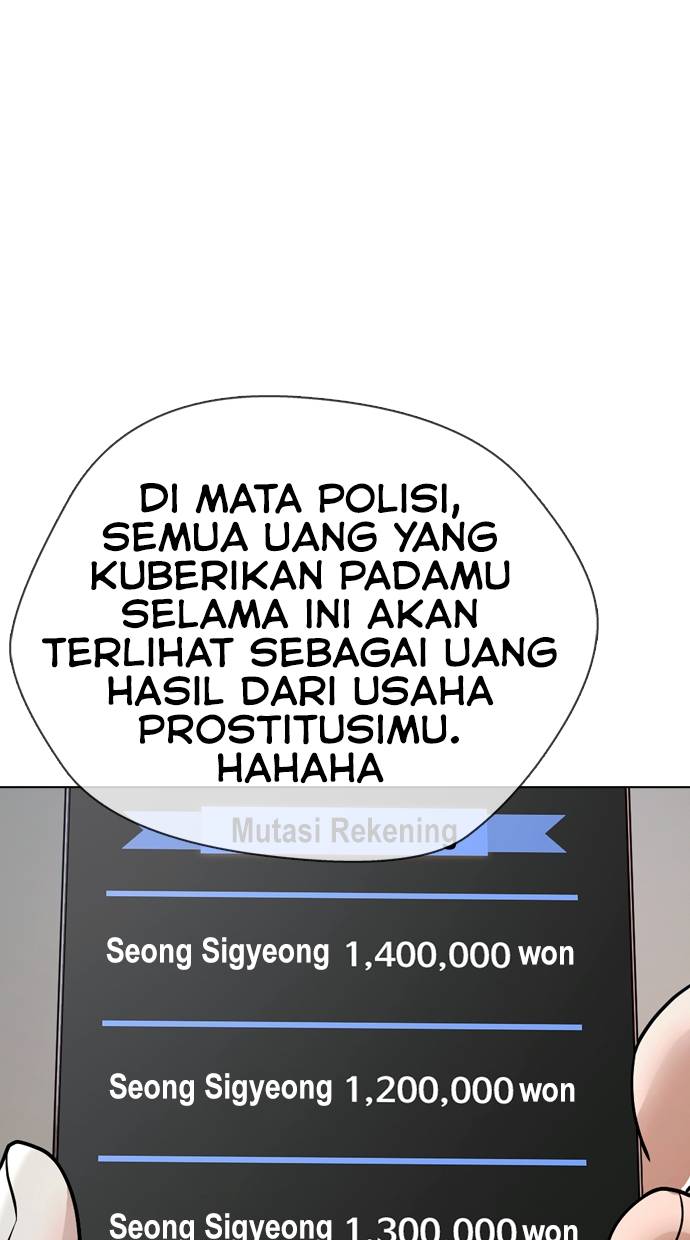 DI MATA POLISI,
SEMUA UANG YANG
KUBERIKAN PADAMU
SELAMA INI AKAN
TERLIHAT SEBAGAI UANG
HASIL DARI USAHA
PROSTITUSIMU.
HAHAHA
Mutasi Rekening
Seong Sigyeong 1,400,000 won
Seong Sigyeong 1,200,000 won
Seong Sigyeong 1,300,000 won